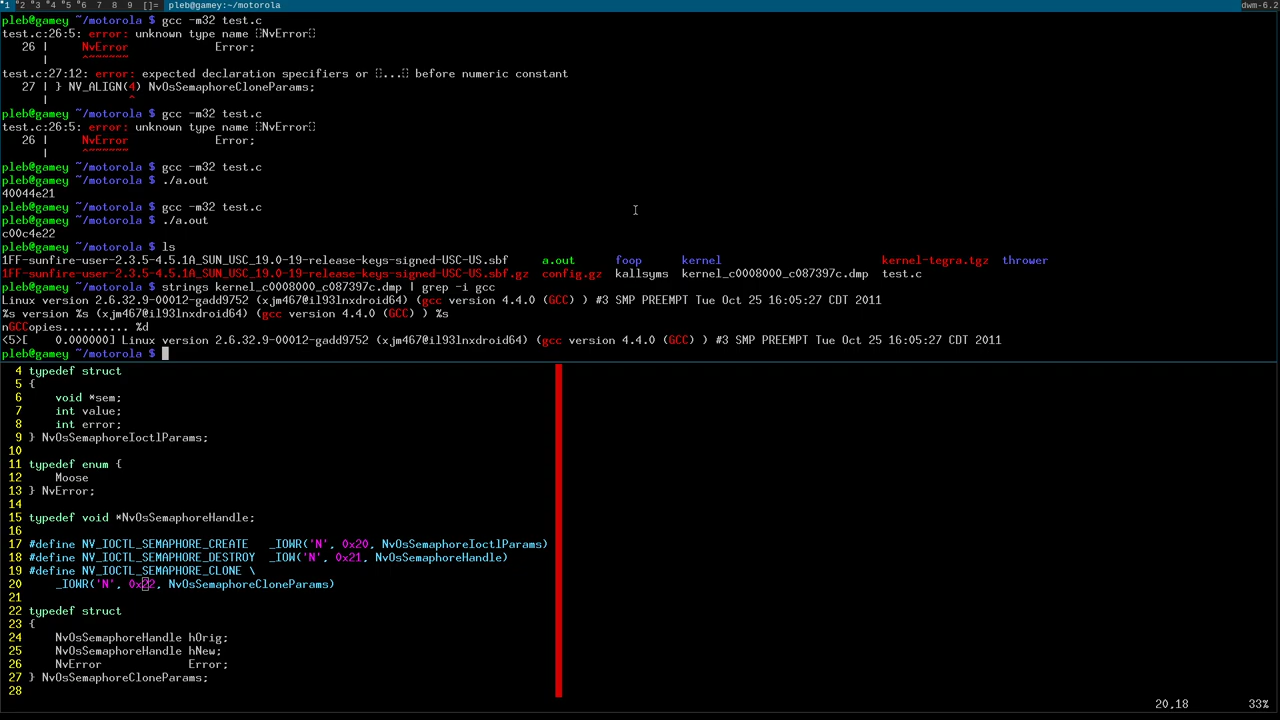 1 2 3 4 5 6 7 8 9 []= pleb@gamey:~/motorola dwm-6.2
pleb@gamey ~/motorola $ gcc -m32 test.c
test.c:26:5: error: unknown type name NvError
26 | NvError Error;
| ^~~~~~~
test.c:27:12: error: expected declaration specifiers or ... before numeric constant
27 | } NV_ALIGN(4) NvOsSemaphoreCloneParams;
| ^
pleb@gamey ~/motorola $ gcc -m32 test.c
test.c:26:5: error: unknown type name NvError
26 | NvError Error;
| ^~~~~~~
pleb@gamey ~/motorola $ gcc -m32 test.c
pleb@gamey ~/motorola $ ./a.out
40044e21
pleb@gamey ~/motorola $ gcc -m32 test.c
pleb@gamey ~/motorola $ ./a.out
c00c4e22
pleb@gamey ~/motorola $ ls
1FF-sunfire-user-2.3.5-4.5.1A_SUN_USC_19.0-19-release-keys-signed-USC-US.sbf a.out foop kernel kernel-tegra.tgz thrower
1FF-sunfire-user-2.3.5-4.5.1A_SUN_USC_19.0-19-release-keys-signed-USC-US.sbf.gz config.gz kallsyms kernel_c0008000_c087397c.dmp test.c
pleb@gamey ~/motorola $ strings kernel_c0008000_c087397c.dmp | grep -i gcc
Linux version 2.6.32.9-00012-gadd9752 (xjm467@il93lnxdroid64) (gcc version 4.4.0 (GCC) ) #3 SMP PREEMPT Tue Oct 25 16:05:27 CDT 2011
%s version %s (xjm467@il93lnxdroid64) (gcc version 4.4.0 (GCC) ) %s
nGCCopies.......... %d
<5>[ 0.000000] Linux version 2.6.32.9-00012-gadd9752 (xjm467@il93lnxdroid64) (gcc version 4.4.0 (GCC) ) #3 SMP PREEMPT Tue Oct 25 16:05:27 CDT 2011
pleb@gamey ~/motorola $
4 typedef struct
5 {
6 void *sem;
7 int value;
8 int error;
9 } NvOsSemaphoreIoctlParams;
10
11 typedef enum {
12 Moose
13 } NvError;
14
15 typedef void *NvOsSemaphoreHandle;
16
17 #define NV_IOCTL_SEMAPHORE_CREATE _IOWR('N', 0x20, NvOsSemaphoreIoctlParams)
18 #define NV_IOCTL_SEMAPHORE_DESTROY _IOW('N', 0x21, NvOsSemaphoreHandle)
19 #define NV_IOCTL_SEMAPHORE_CLONE \
20 _IOWR('N', 0x22, NvOsSemaphoreCloneParams)
21
22 typedef struct
23 {
24 NvOsSemaphoreHandle hOrig;
25 NvOsSemaphoreHandle hNew;
26 NvError Error;
27 } NvOsSemaphoreCloneParams;
28
20,18 33%